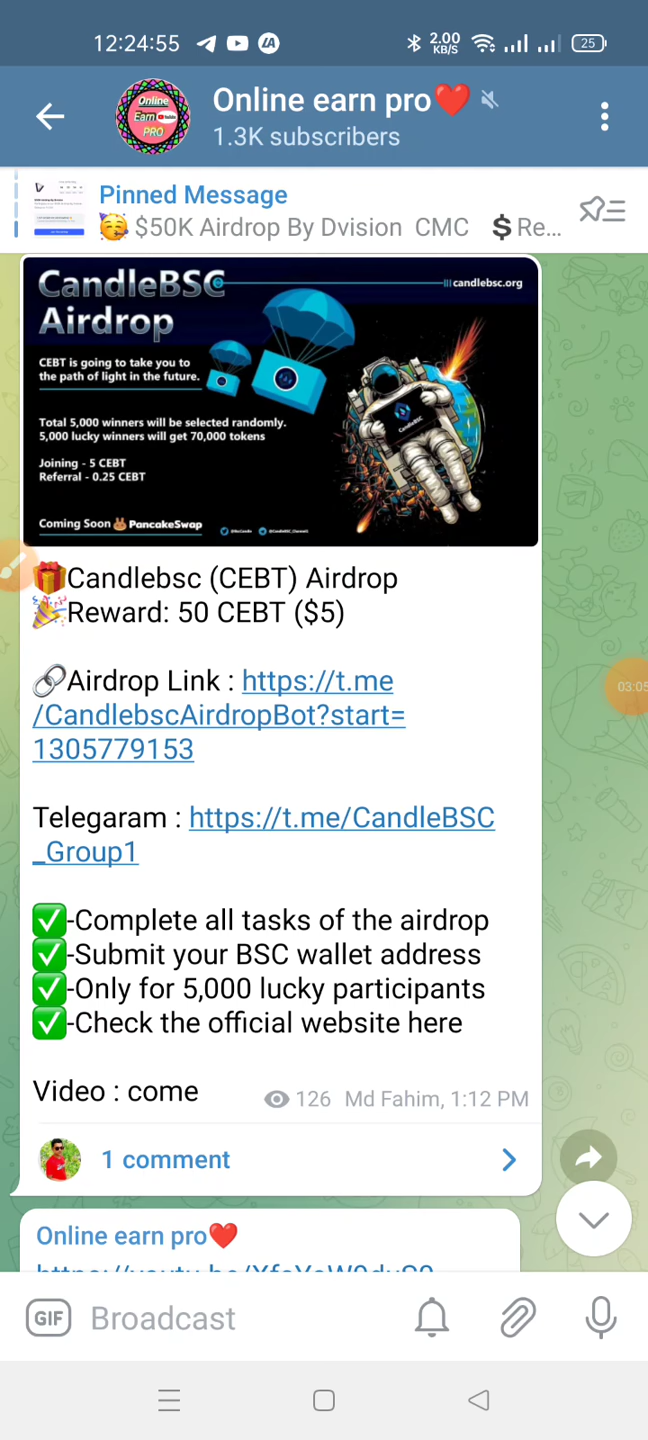 12:24:55
2.00
KB/S
25
Online earn pro❤️
1.3K subscribers
Online
Earn
PRO
Pinned Message
🥳 $50K Airdrop By Dvision CMC 💲Re...
CandleBSC
Airdrop
candlebsc.org
CEBT is going to take you to
the path of light in the future.
Total 5,000 winners will be selected randomly.
5,000 lucky winners will get 70,000 tokens
Joining - 5 CEBT
Referral - 0.25 CEBT
Coming Soon PancakeSwap
CandleBSC
🎁Candlebsc (CEBT) Airdrop
🎉Reward: 50 CEBT ($5)
03:05
🔗Airdrop Link : https://t.me
/CandlebscAirdropBot?start=
1305779153
Telegaram : https://t.me/CandleBSC
_Group1
✅-Complete all tasks of the airdrop
✅-Submit your BSC wallet address
✅-Only for 5,000 lucky participants
✅-Check the official website here
Video : come
126 Md Fahim, 1:12 PM
1 comment
Online earn pro❤️
GIF Broadcast